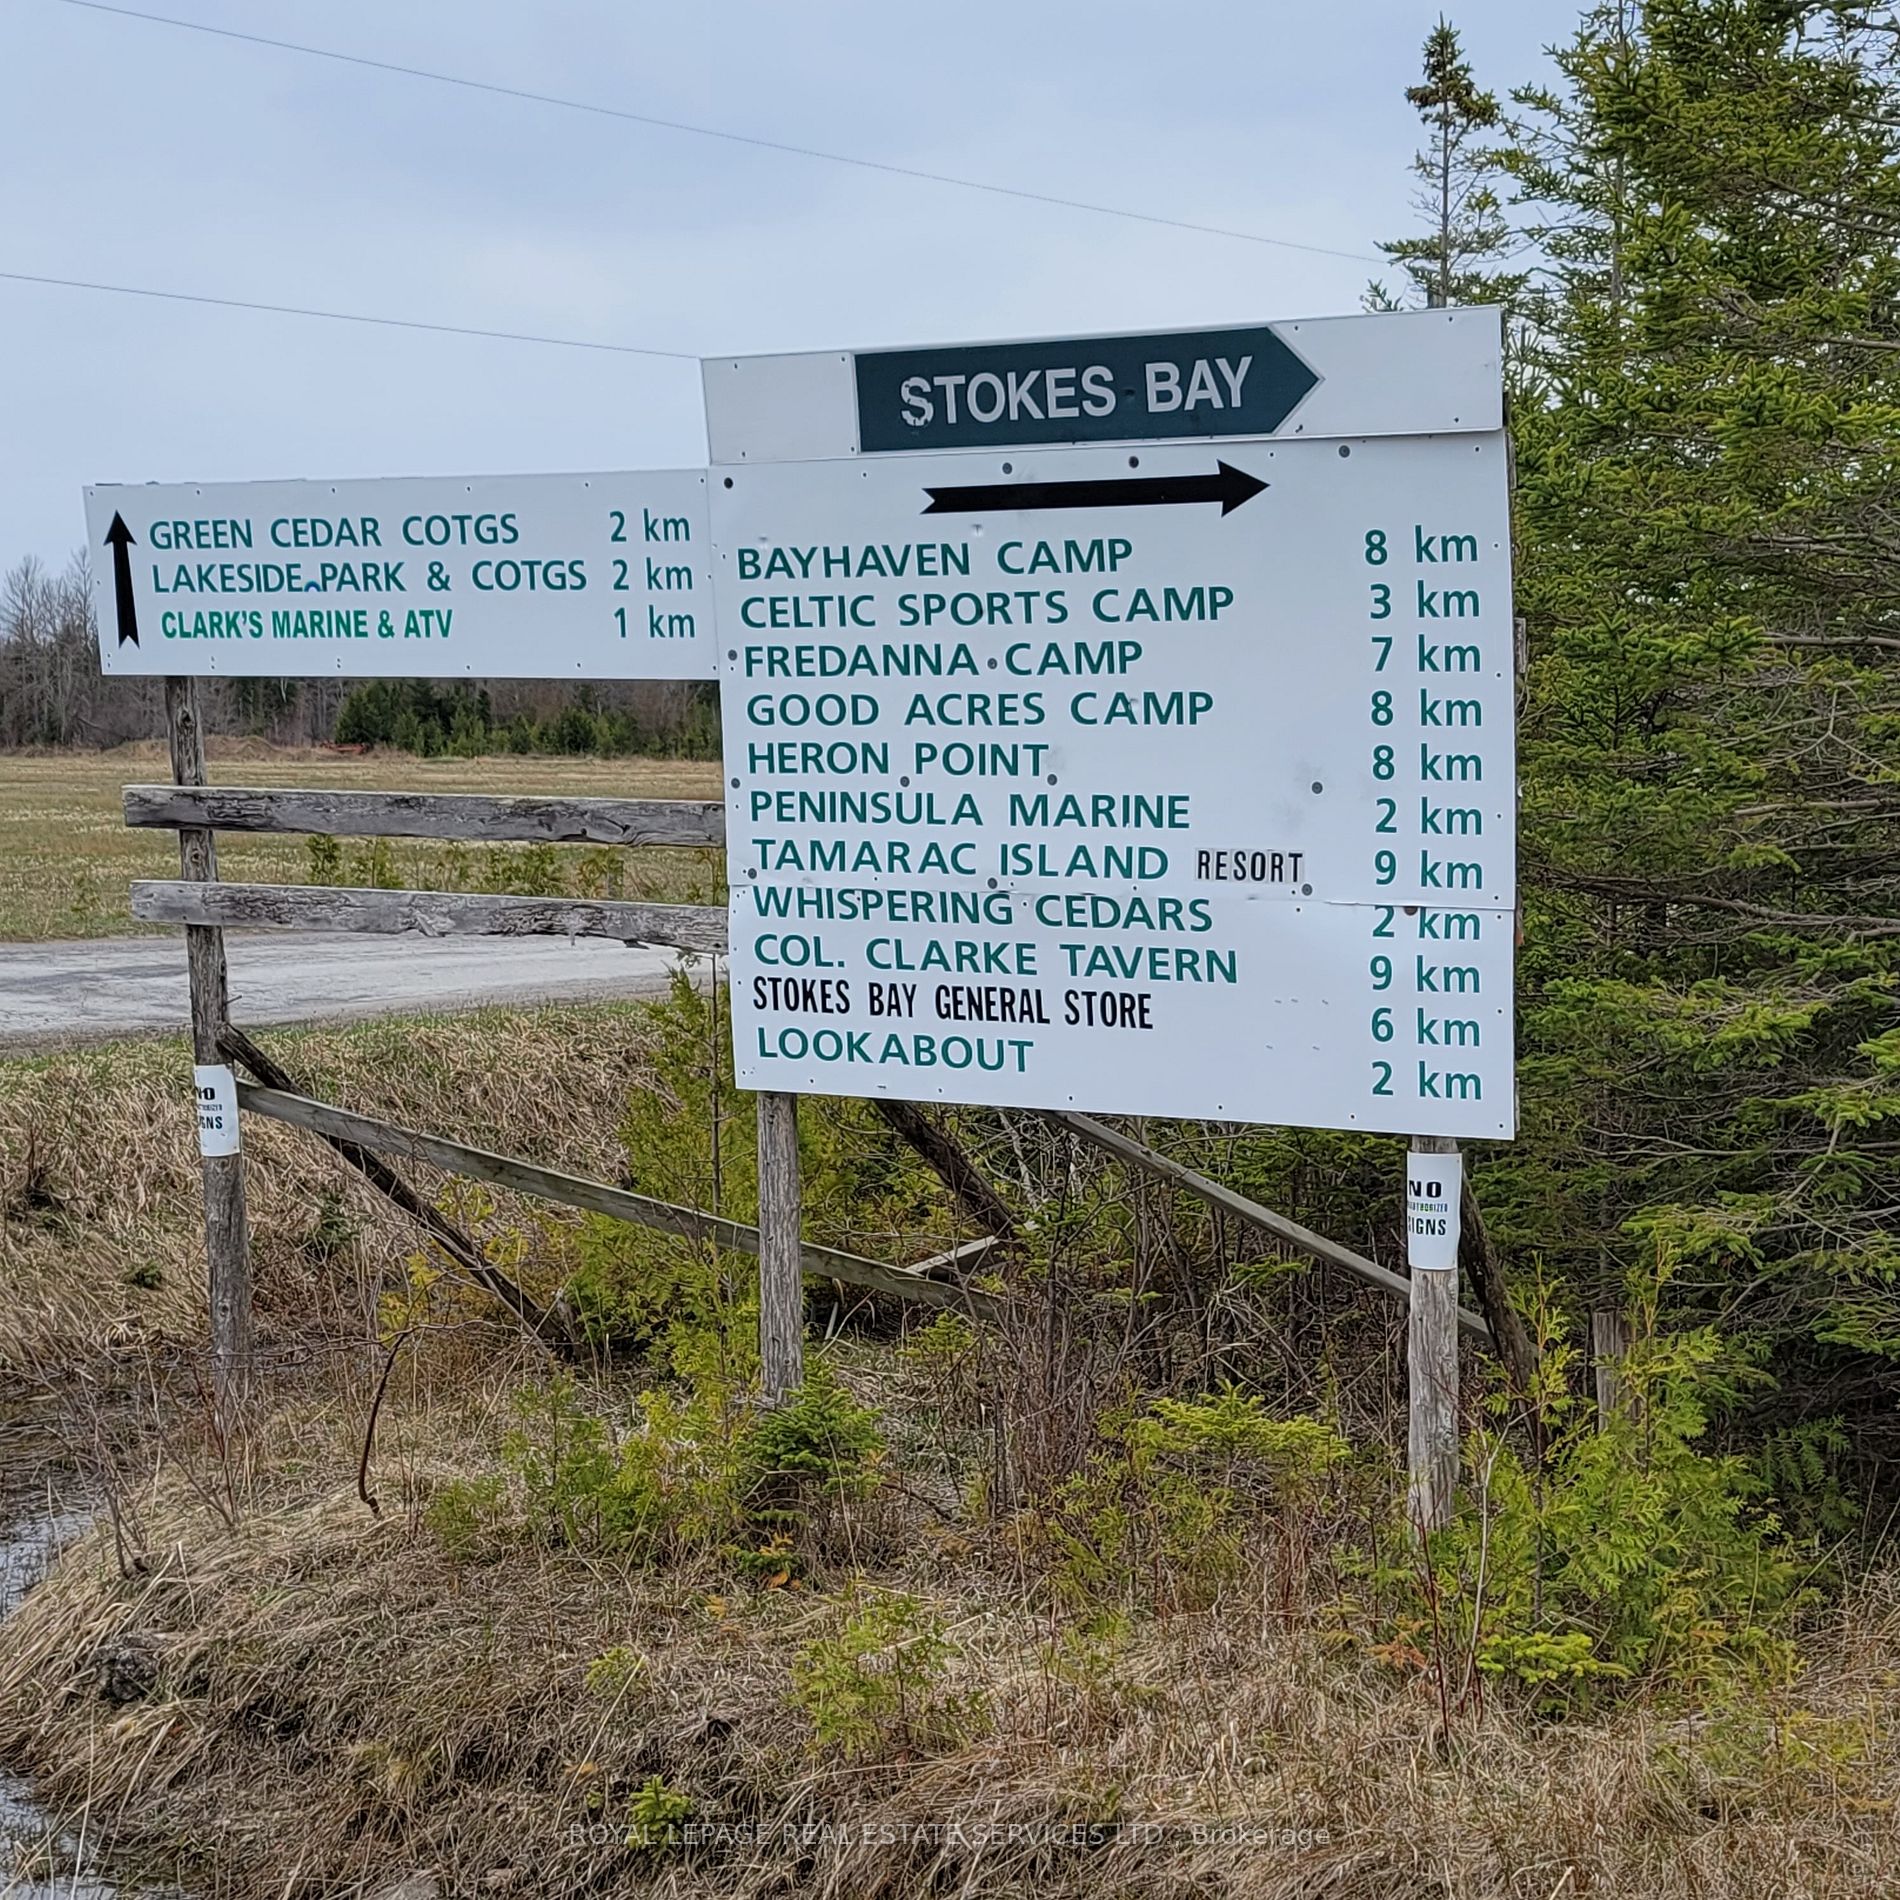 STOKES BAY
GREEN CEDAR COTGS 2 km
LAKESIDE PARK & COTGS 2 km
CLARK'S MARINE & ATV 1 km
BAYHAVEN CAMP 8 km
CELTIC SPORTS CAMP 3 km
FREDANNA CAMP 7 km
GOOD ACRES CAMP 8 km
HERON POINT 8 km
PENINSULA MARINE 2 km
TAMARAC ISLAND RESORT 9 km
WHISPERING CEDARS 2 km
COL. CLARKE TAVERN 9 km
STOKES BAY GENERAL STORE 6 km
LOOKABOUT 2 km
NO
SIGNS
NO
SIGNS
ROYAL LEPAGE REAL ESTATE SERVICES LTD., Brokerage